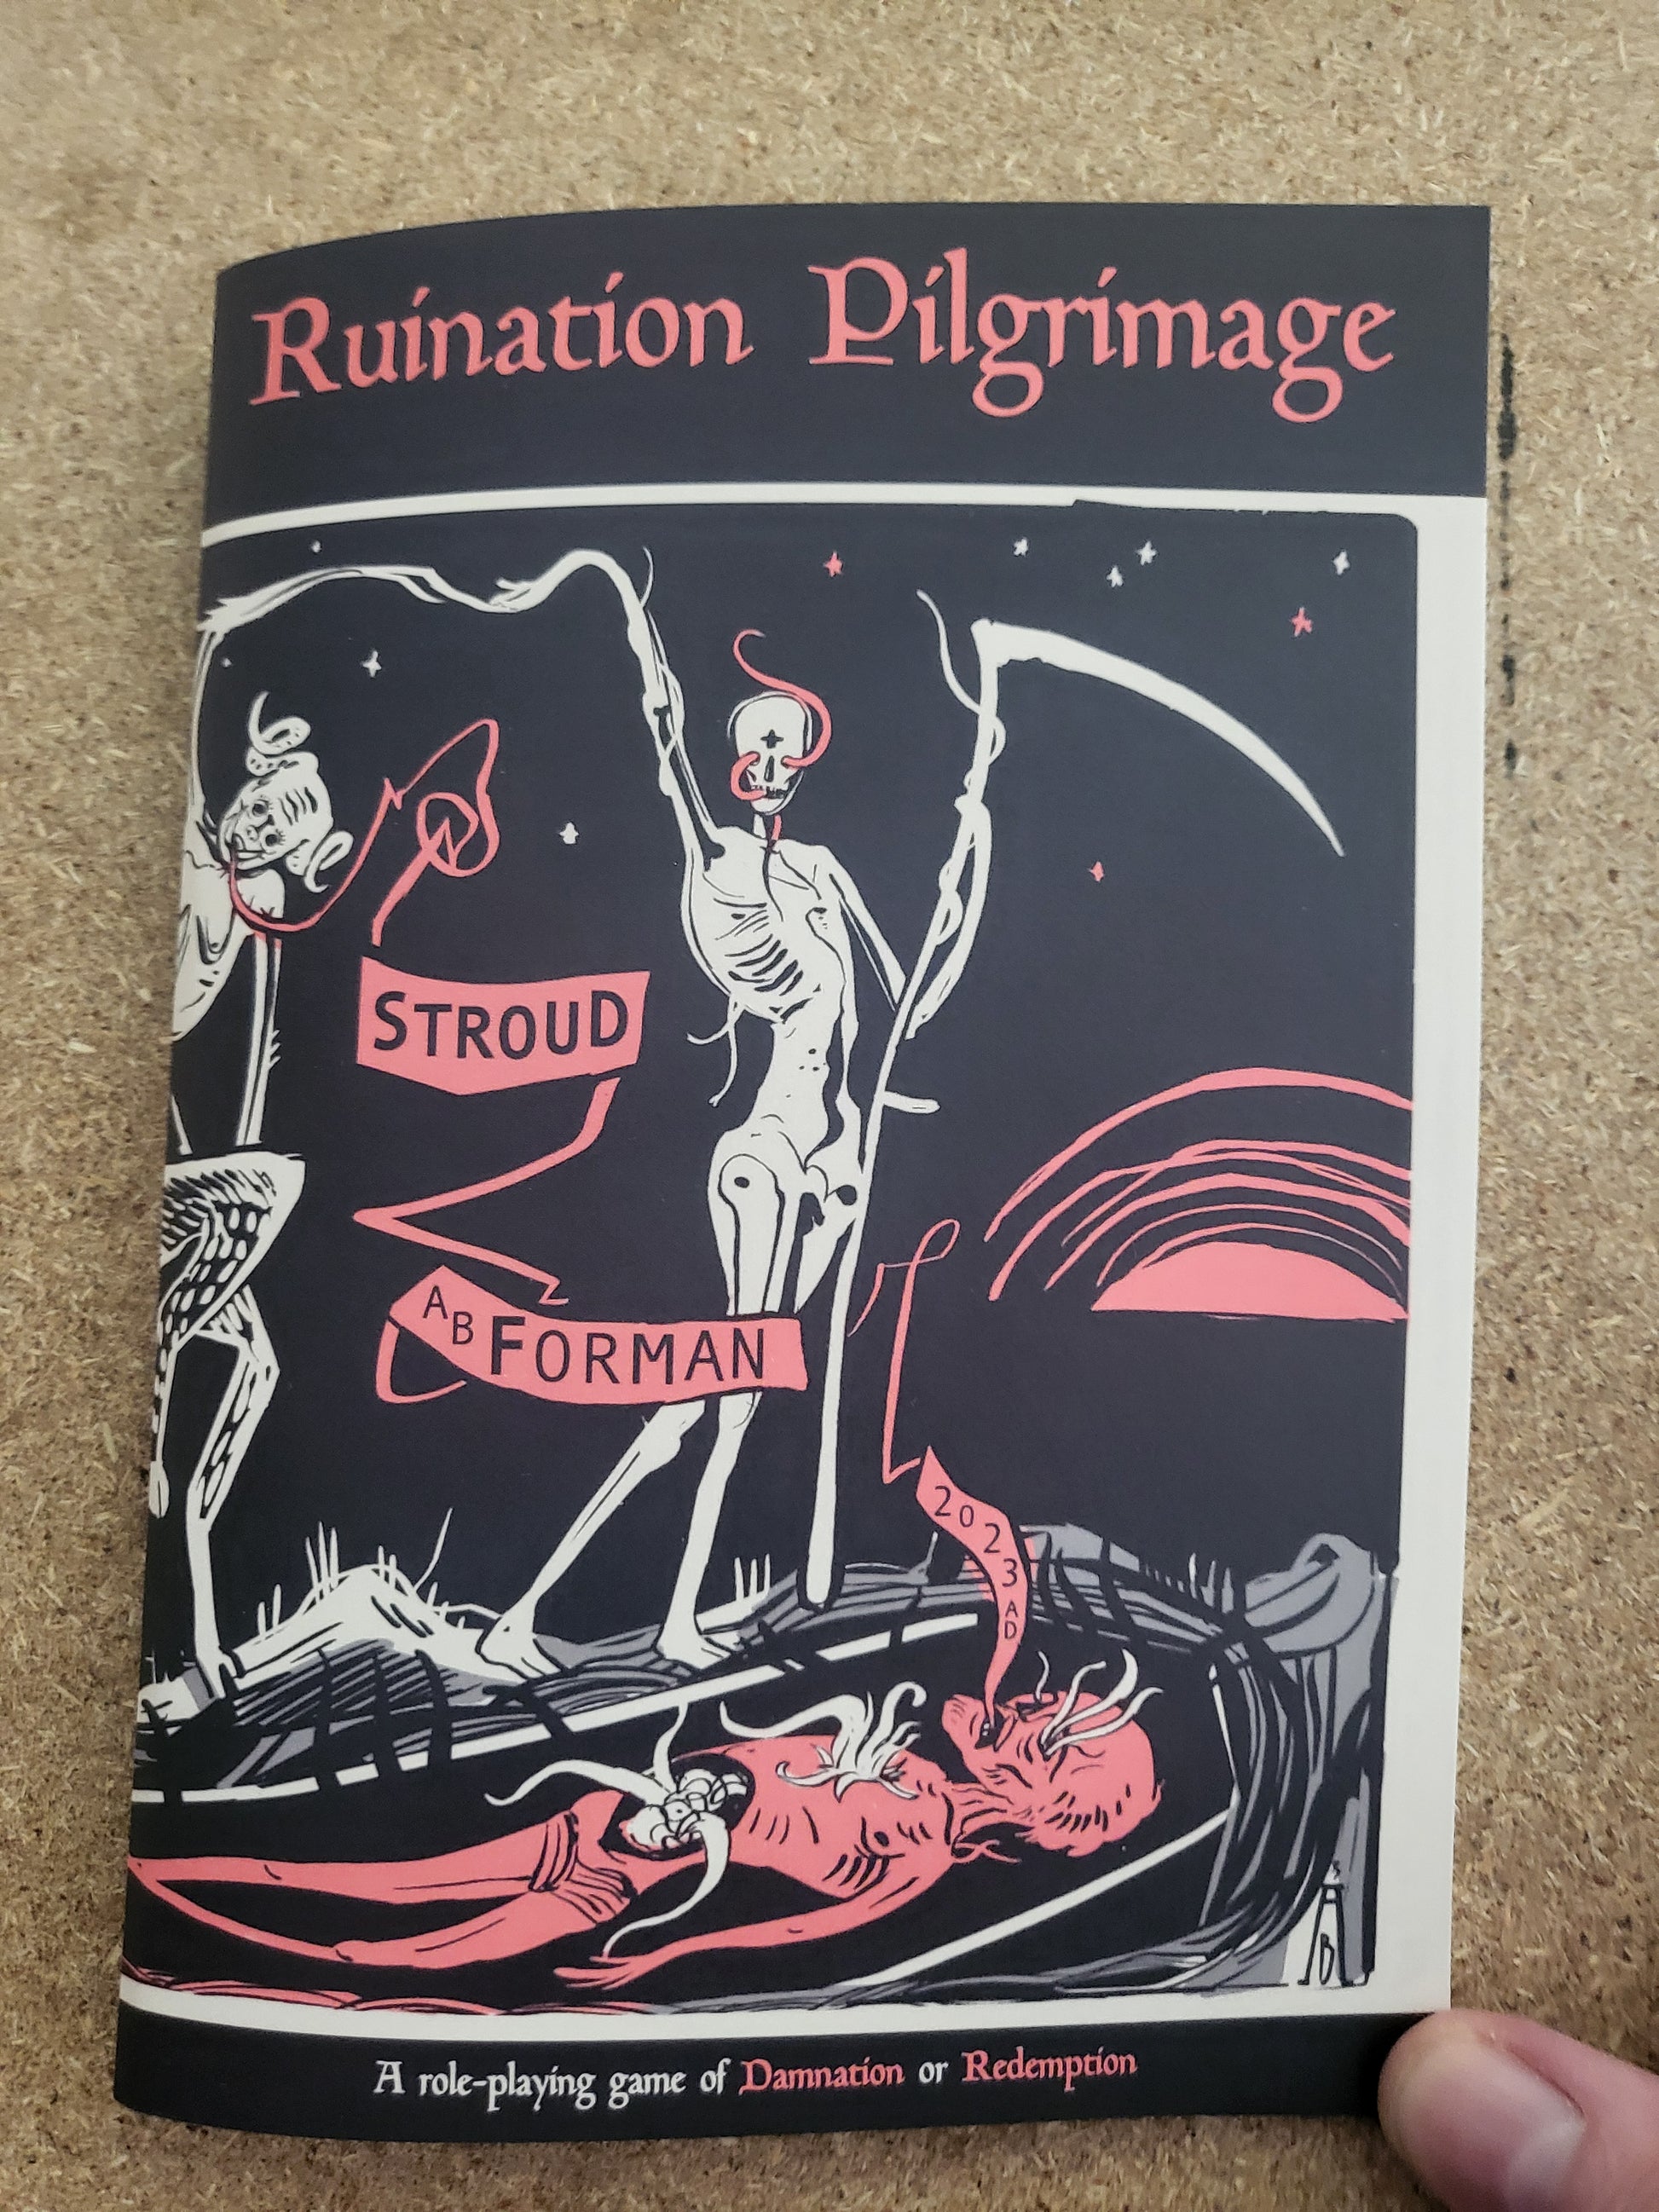 Ruination Pilgrimage
STROUD
AB FORMAN
2023 AD
A role-playing game of Damnation or Redemption